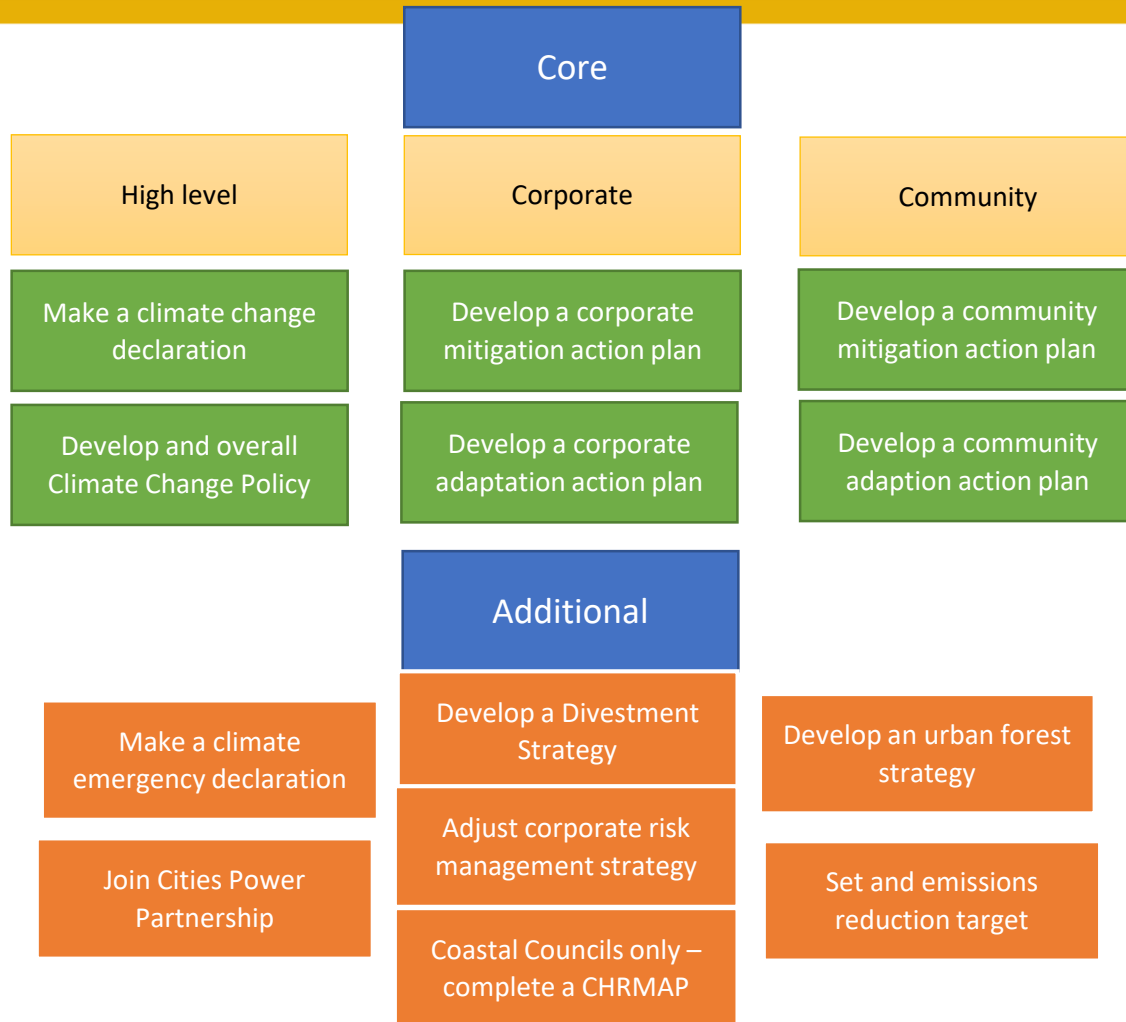 Core
High level
Corporate
Community
Make a climate change
declaration
Develop a corporate
mitigation action plan
Develop a community
mitigation action plan
Develop and overall
Climate Change Policy
Develop a corporate
adaptation action plan
Develop a community
adaption action plan
Additional
Make a climate
emergency declaration
Develop a Divestment
Strategy
Develop an urban forest
strategy
Join Cities Power
Partnership
Adjust corporate risk
management strategy
Set and emissions
reduction target
Coastal Councils only –
complete a CHRMAP